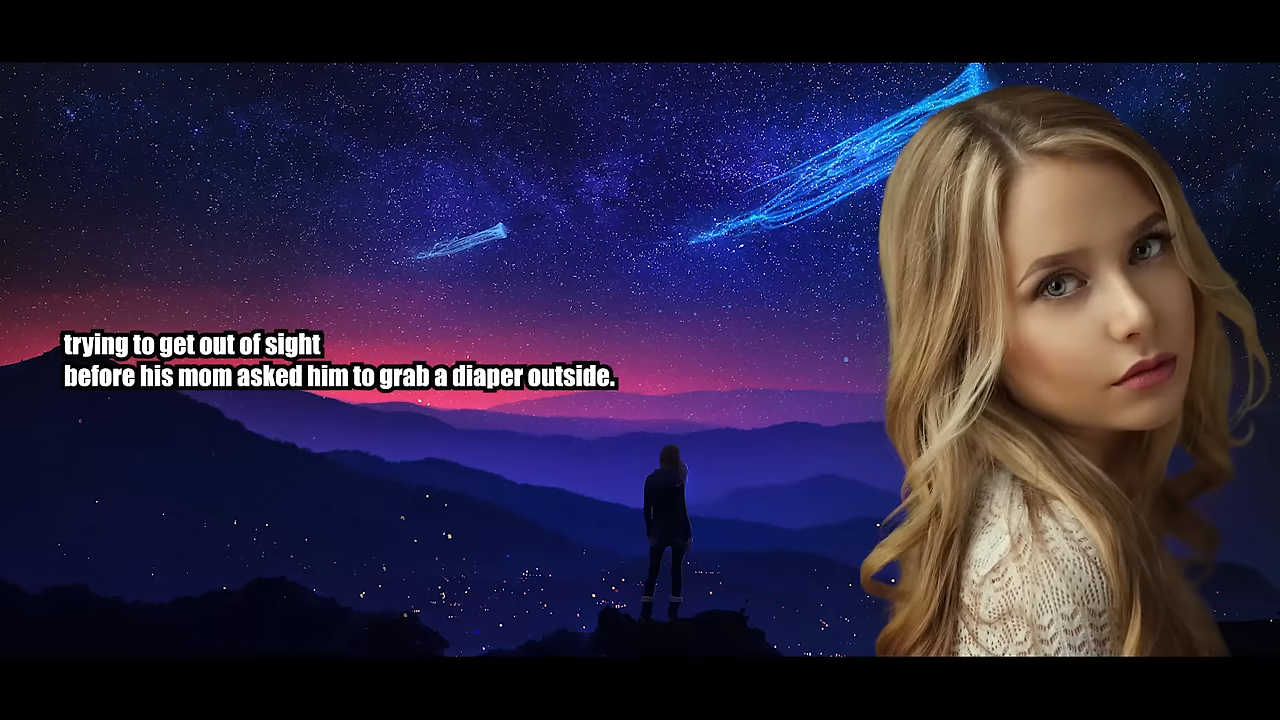 trying to get out of sight
before his mom asked him to grab a diaper outside.